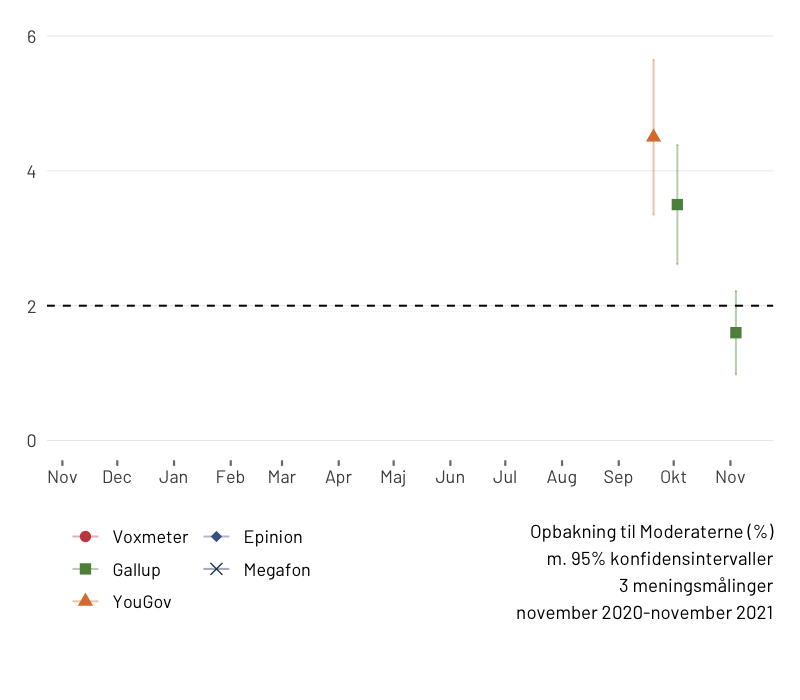 6
4
2
0
Nov Dec Jan Feb Mar Apr Maj Jun Jul Aug Sep Okt Nov
Voxmeter Epinion
Gallup Megafon
YouGov
Opbakning til Moderaterne (%)
m. 95% konfidensintervaller
3 meningsmålinger
november 2020-november 2021